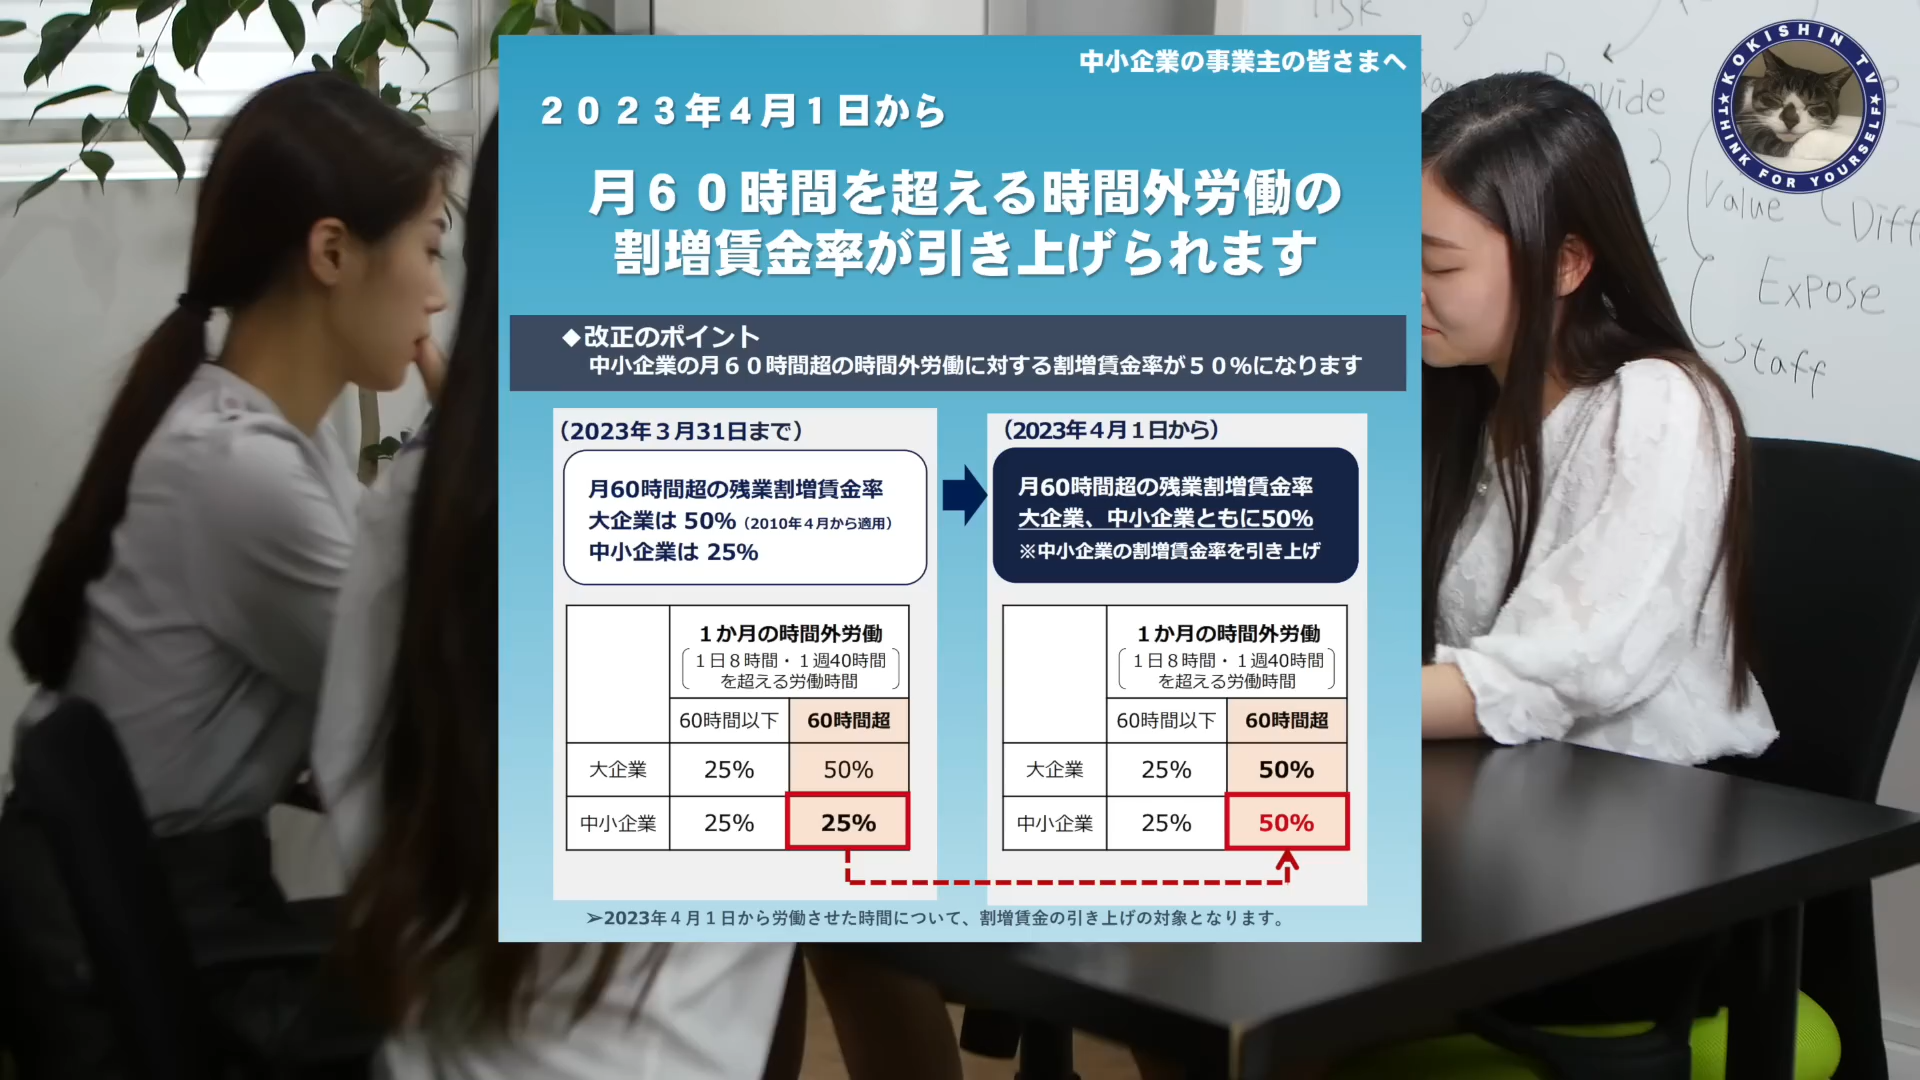 中小企業の事業主の皆さまへ
２０２３年４月１日から
月６０時間を超える時間外労働の
割増賃金率が引き上げられます
◆改正のポイント
中小企業の月６０時間超の時間外労働に対する割増賃金率が５０％になります
（2023年３月31日まで）
月60時間超の残業割増賃金率
大企業は 50%（2010年４月から適用）
中小企業は 25%
１か月の時間外労働
１日８時間・１週40時間
を超える労働時間
60時間以下 60時間超
大企業 25% 50%
中小企業 25% 25%
（2023年４月１日から）
月60時間超の残業割増賃金率
大企業、中小企業ともに50%
※中小企業の割増賃金率を引き上げ
１か月の時間外労働
１日８時間・１週40時間
を超える労働時間
60時間以下 60時間超
大企業 25% 50%
中小企業 25% 50%
➢2023年４月１日から労働させた時間について、割増賃金の引き上げの対象となります。
★KOKISHIN TV★
THINK FOR YOURSELF
risk
Provide
Value
Diff
Expose
staff